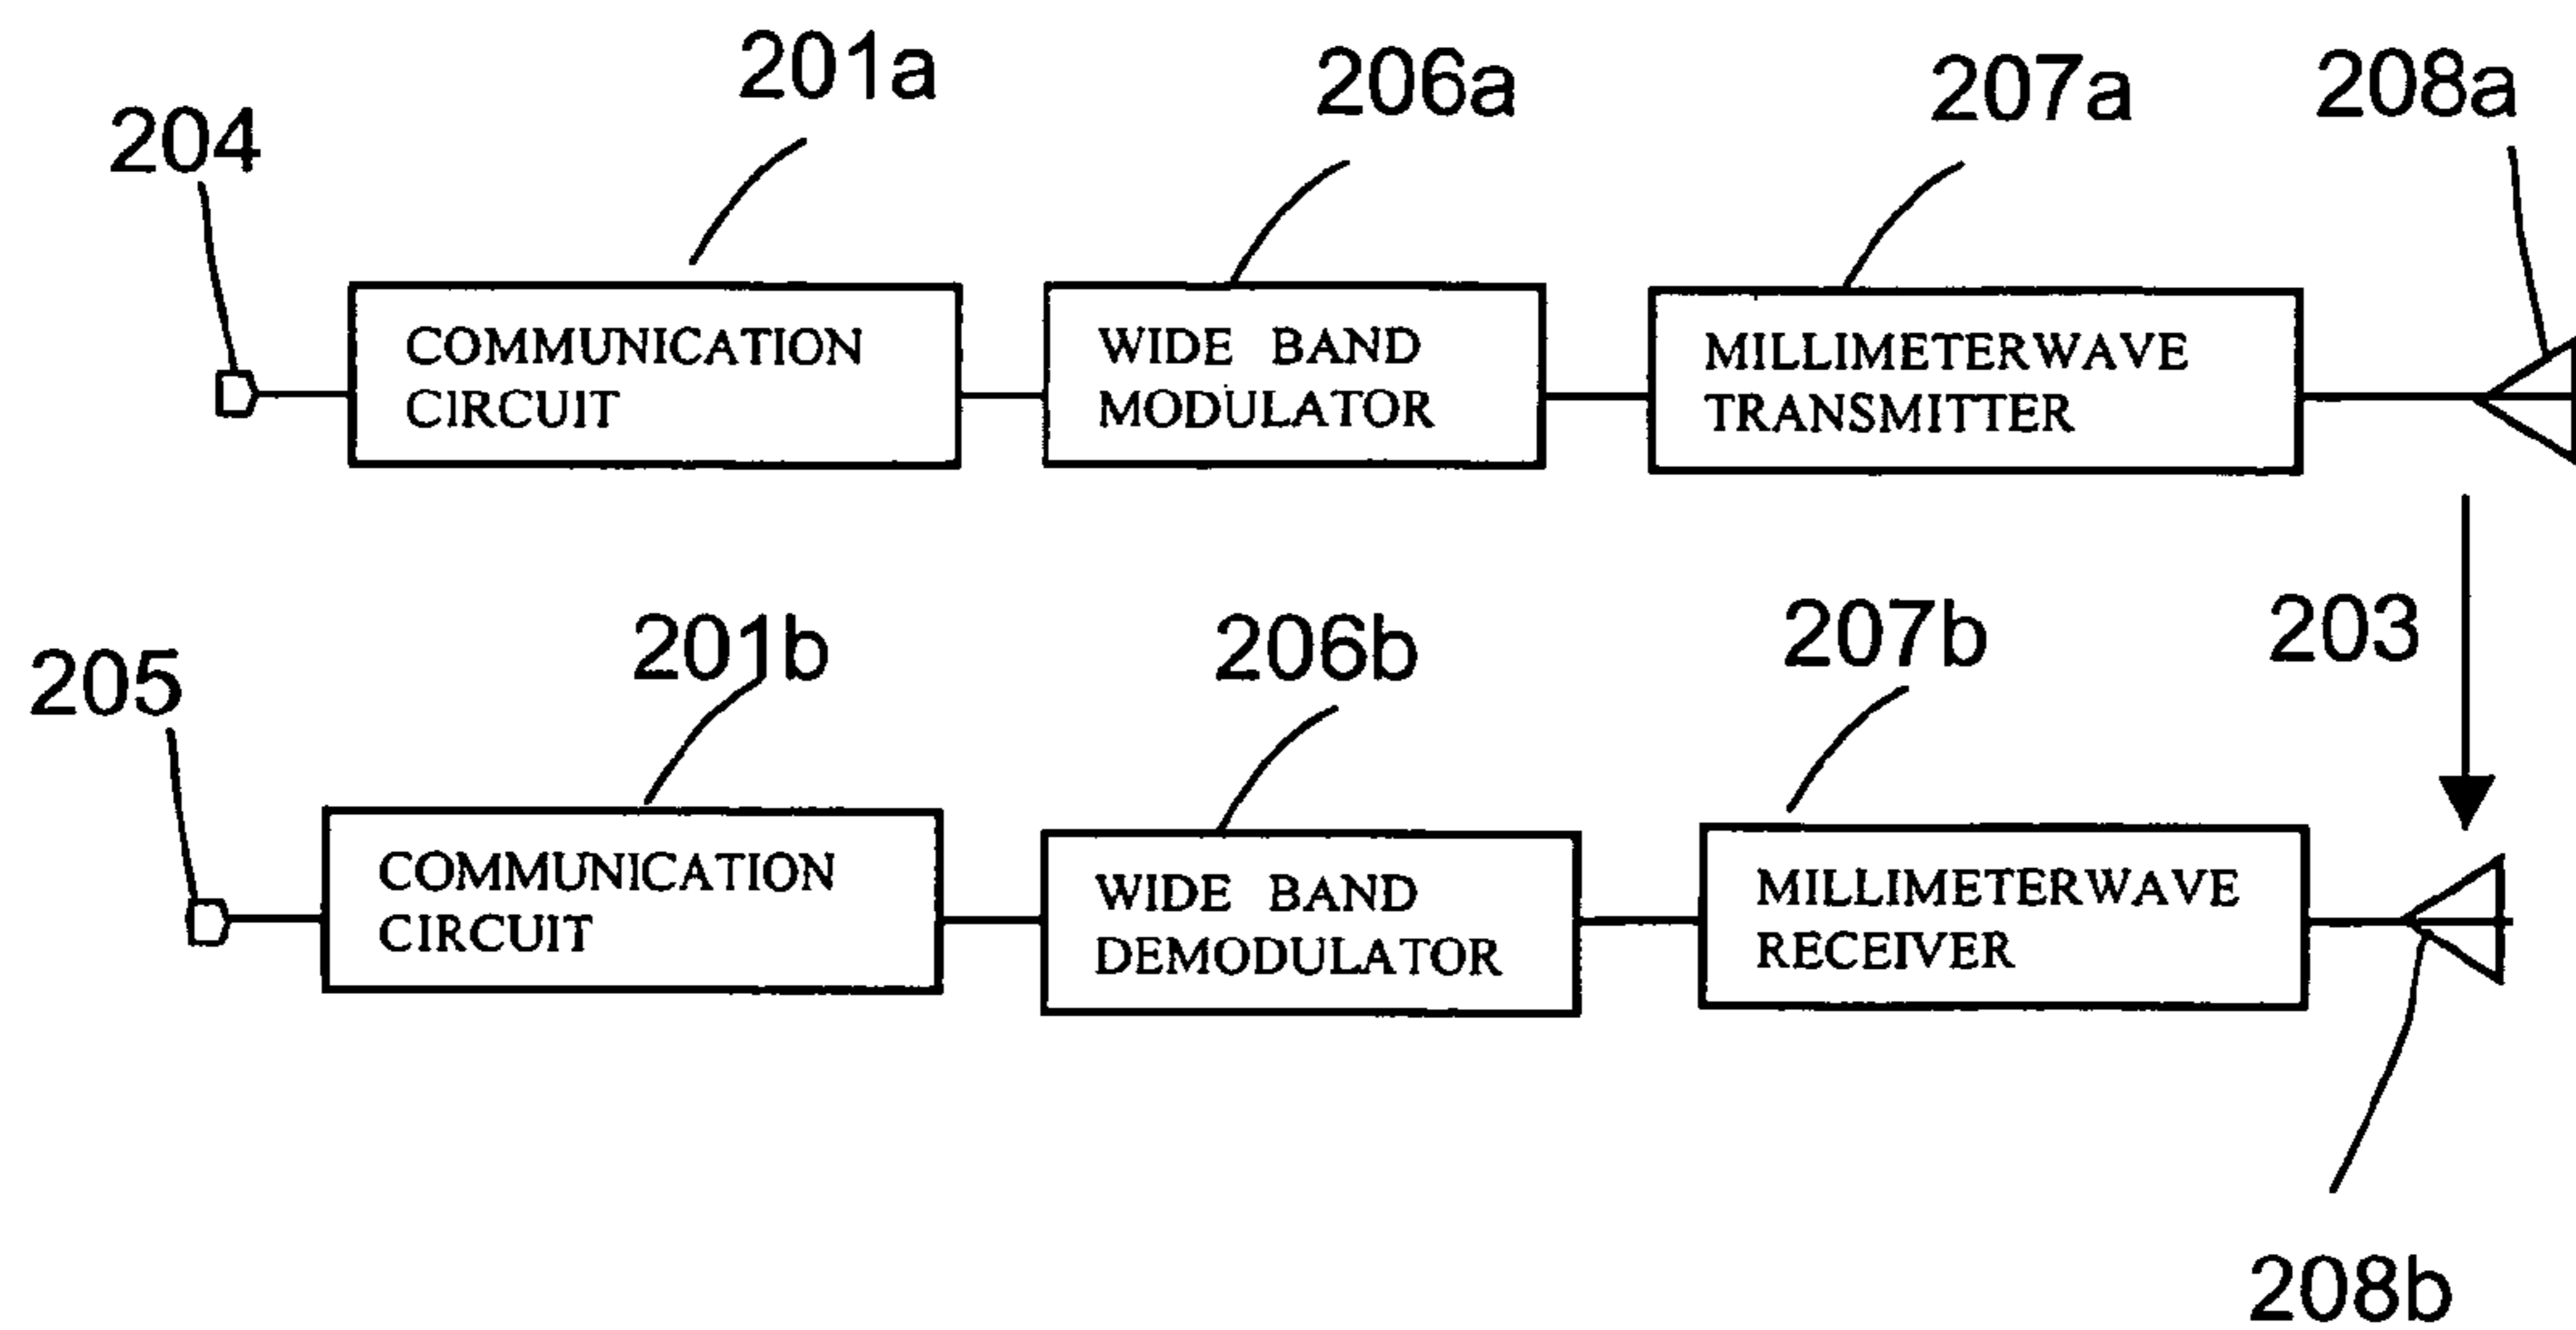 201a
206a
207a
208a
204
COMMUNICATION
CIRCUIT
WIDE BAND
MODULATOR
MILLIMETERWAVE
TRANSMITTER
203
201b
206b
207b
205
COMMUNICATION
CIRCUIT
WIDE BAND
DEMODULATOR
MILLIMETERWAVE
RECEIVER
208b